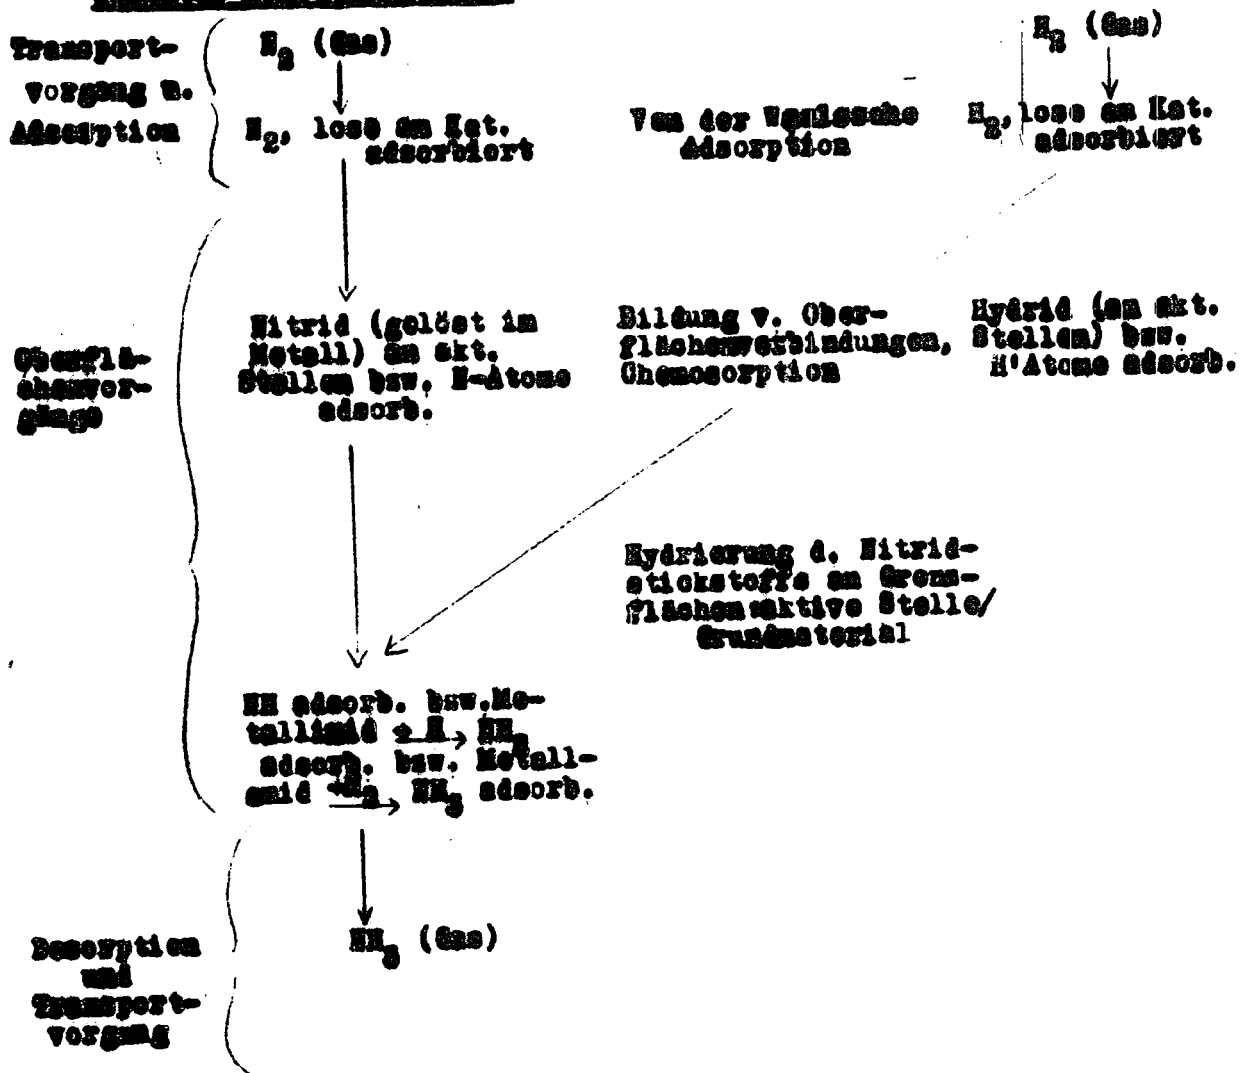 Transport-
vorgang u.
Adsorption
N₂ (Gas)
N₂, lose am Kat.
adsorbiert
Van der
Adsorption
H₂ (Gas)
H₂, lose am Kat.
adsorbiert
Oberflä-
chenvor-
gänge
Nitrid (gelöst im
Metall) an akt.
Stellen bzw. N-Atome
adsorb.
Bildung v. Ober-
flächenverbindungen,
Chemosorption
Hydrid (an akt.
Stellen) bzw.
H'Atome adsorb.
Hydrierung d. Nitrid-
stickstoffs an Grenz-
flächen aktive Stelle/
Grundmaterial
NH adsorb. bzw.Me-
tallimid + H → NH₂
adsorb. bzw. Metall-
amid +H₂ → NH₃ adsorb.
NH₃ (Gas)
Desorption
und
Transport-
vorgang